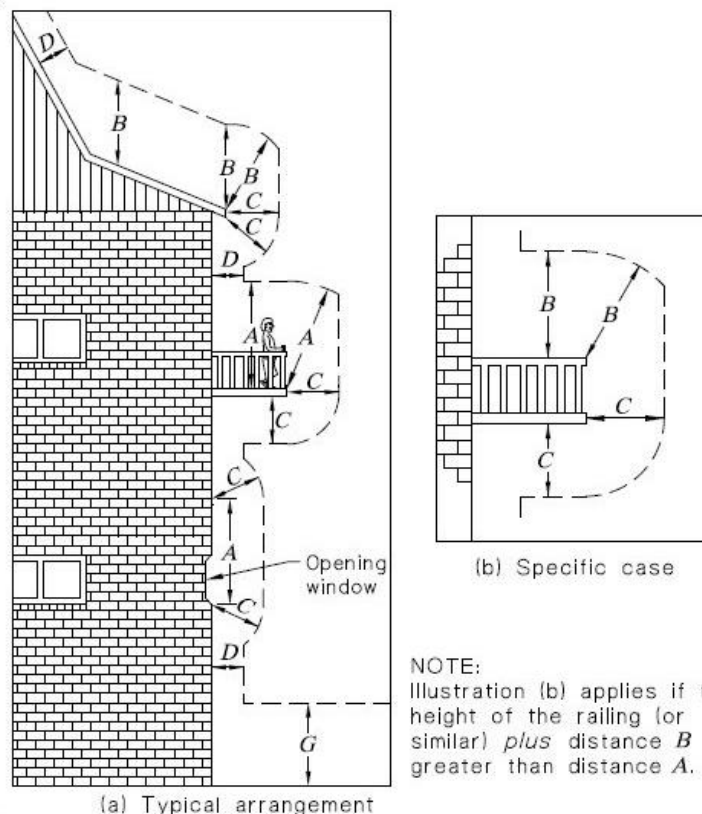 D
B
B
B
C
C
D
A
A
C
C
C
A
Opening
window
C
D
G
(a) Typical arrangement
B
B
C
C
(b) Specific case
NOTE:
Illustration (b) applies if
height of the railing (or
similar) plus distance B
greater than distance A.